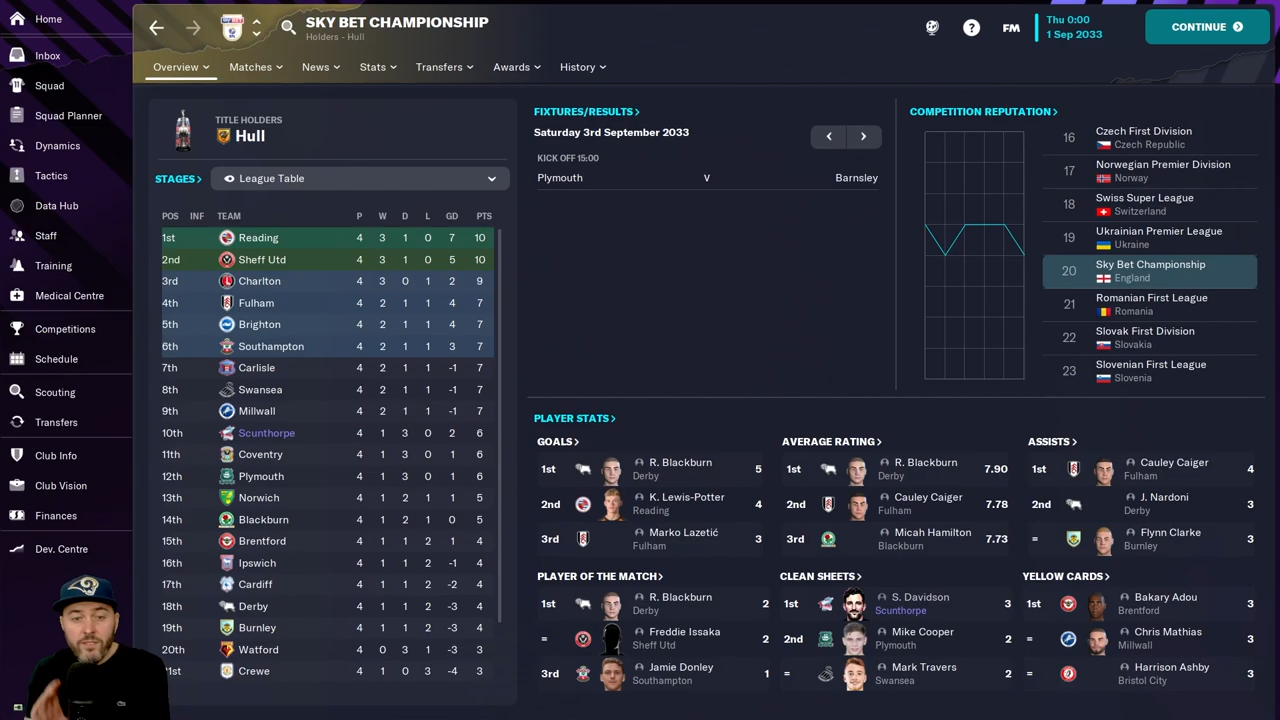 Home
Inbox
Squad
Squad Planner
Dynamics
Tactics
Data Hub
Staff
Training
Medical Centre
Competitions
Schedule
Scouting
Transfers
Club Info
Club Vision
Finances
Dev. Centre
SKY BET CHAMPIONSHIP
Holders - Hull
FM
Thu 0:00
1 Sep 2033
CONTINUE
Overview
Matches
News
Stats
Transfers
Awards
History
TITLE HOLDERS
Hull
STAGES
League Table
POS INF TEAM P W D L GD PTS
1st Reading 4 3 1 0 7 10
2nd Sheff Utd 4 3 1 0 5 10
3rd Charlton 4 3 0 1 2 9
4th Fulham 4 2 1 1 4 7
5th Brighton 4 2 1 1 4 7
6th Southampton 4 2 1 1 3 7
7th Carlisle 4 2 1 1 -1 7
8th Swansea 4 2 1 1 -1 7
9th Millwall 4 2 1 1 -1 7
10th Scunthorpe 4 1 3 0 2 6
11th Coventry 4 1 3 0 1 6
12th Plymouth 4 1 3 0 1 6
13th Norwich 4 1 2 1 1 5
14th Blackburn 4 1 2 1 0 5
15th Brentford 4 1 1 2 1 4
16th Ipswich 4 1 1 2 -1 4
17th Cardiff 4 1 1 2 -2 4
18th Derby 4 1 1 2 -3 4
19th Burnley 4 1 1 2 -3 4
20th Watford 4 0 3 1 -3 3
21st Crewe 4 1 0 3 -4 3
FIXTURES/RESULTS
Saturday 3rd September 2033
KICK OFF 15:00
Plymouth V Barnsley
COMPETITION REPUTATION
16 Czech First Division
Czech Republic
17 Norwegian Premier Division
Norway
18 Swiss Super League
Switzerland
19 Ukrainian Premier League
Ukraine
20 Sky Bet Championship
England
21 Romanian First League
Romania
22 Slovak First Division
Slovakia
23 Slovenian First League
Slovenia
PLAYER STATS
GOALS
1st R. Blackburn 5
Derby
2nd K. Lewis-Potter 4
Reading
3rd Marko Lazetić 3
Fulham
AVERAGE RATING
1st R. Blackburn 7.90
Derby
2nd Cauley Caiger 7.78
Fulham
3rd Micah Hamilton 7.73
Blackburn
ASSISTS
1st Cauley Caiger 4
Fulham
2nd J. Nardoni 3
Derby
= Flynn Clarke 3
Burnley
PLAYER OF THE MATCH
1st R. Blackburn 2
Derby
= Freddie Issaka 2
Sheff Utd
3rd Jamie Donley 1
Southampton
CLEAN SHEETS
1st S. Davidson 3
Scunthorpe
2nd Mike Cooper 2
Plymouth
= Mark Travers 2
Swansea
YELLOW CARDS
1st Bakary Adou 3
Brentford
= Chris Mathias 3
Millwall
= Harrison Ashby 3
Bristol City